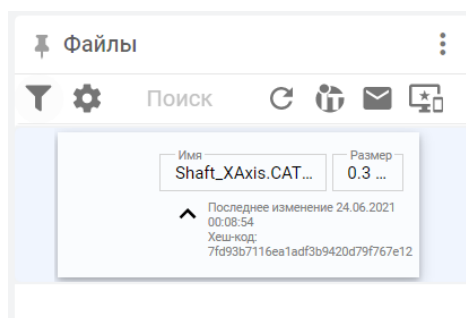 Файлы
Поиск
Имя
Shaft_XAxis.CAT...
Размер
0.3 ...
Последнее изменение 24.06.2021
00:08:54
Хеш-код:
7fd93b7116ea1adf3b9420d79f767e12